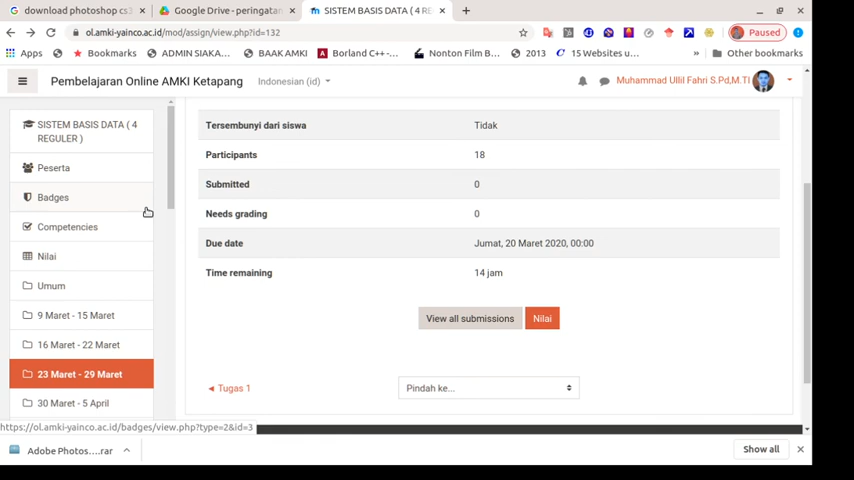 download photoshop cs3
Google Drive - peringatan
SISTEM BASIS DATA ( 4 RE
ol.amki-yainco.ac.id/mod/assign/view.php?id=132
Paused
Apps
Bookmarks
ADMIN SIAKA...
BAAK AMKI
Borland C++-...
Nonton Film B...
2013
15 Websites u...
Other bookmarks
Pembelajaran Online AMKI Ketapang
Indonesian (id)
Muhammad Ullil Fahri S.Pd,M.TI
SISTEM BASIS DATA ( 4
REGULER )
Peserta
Badges
Competencies
Nilai
Umum
9 Maret - 15 Maret
16 Maret - 22 Maret
23 Maret - 29 Maret
30 Maret - 5 April
Tersembunyi dari siswa Tidak
Participants 18
Submitted 0
Needs grading 0
Due date Jumat, 20 Maret 2020, 00:00
Time remaining 14 jam
View all submissions Nilai
◄ Tugas 1
Pindah ke...
https://ol.amki-yainco.ac.id/badges/view.php?type=2&id=3
Adobe Photos....rar
Show all